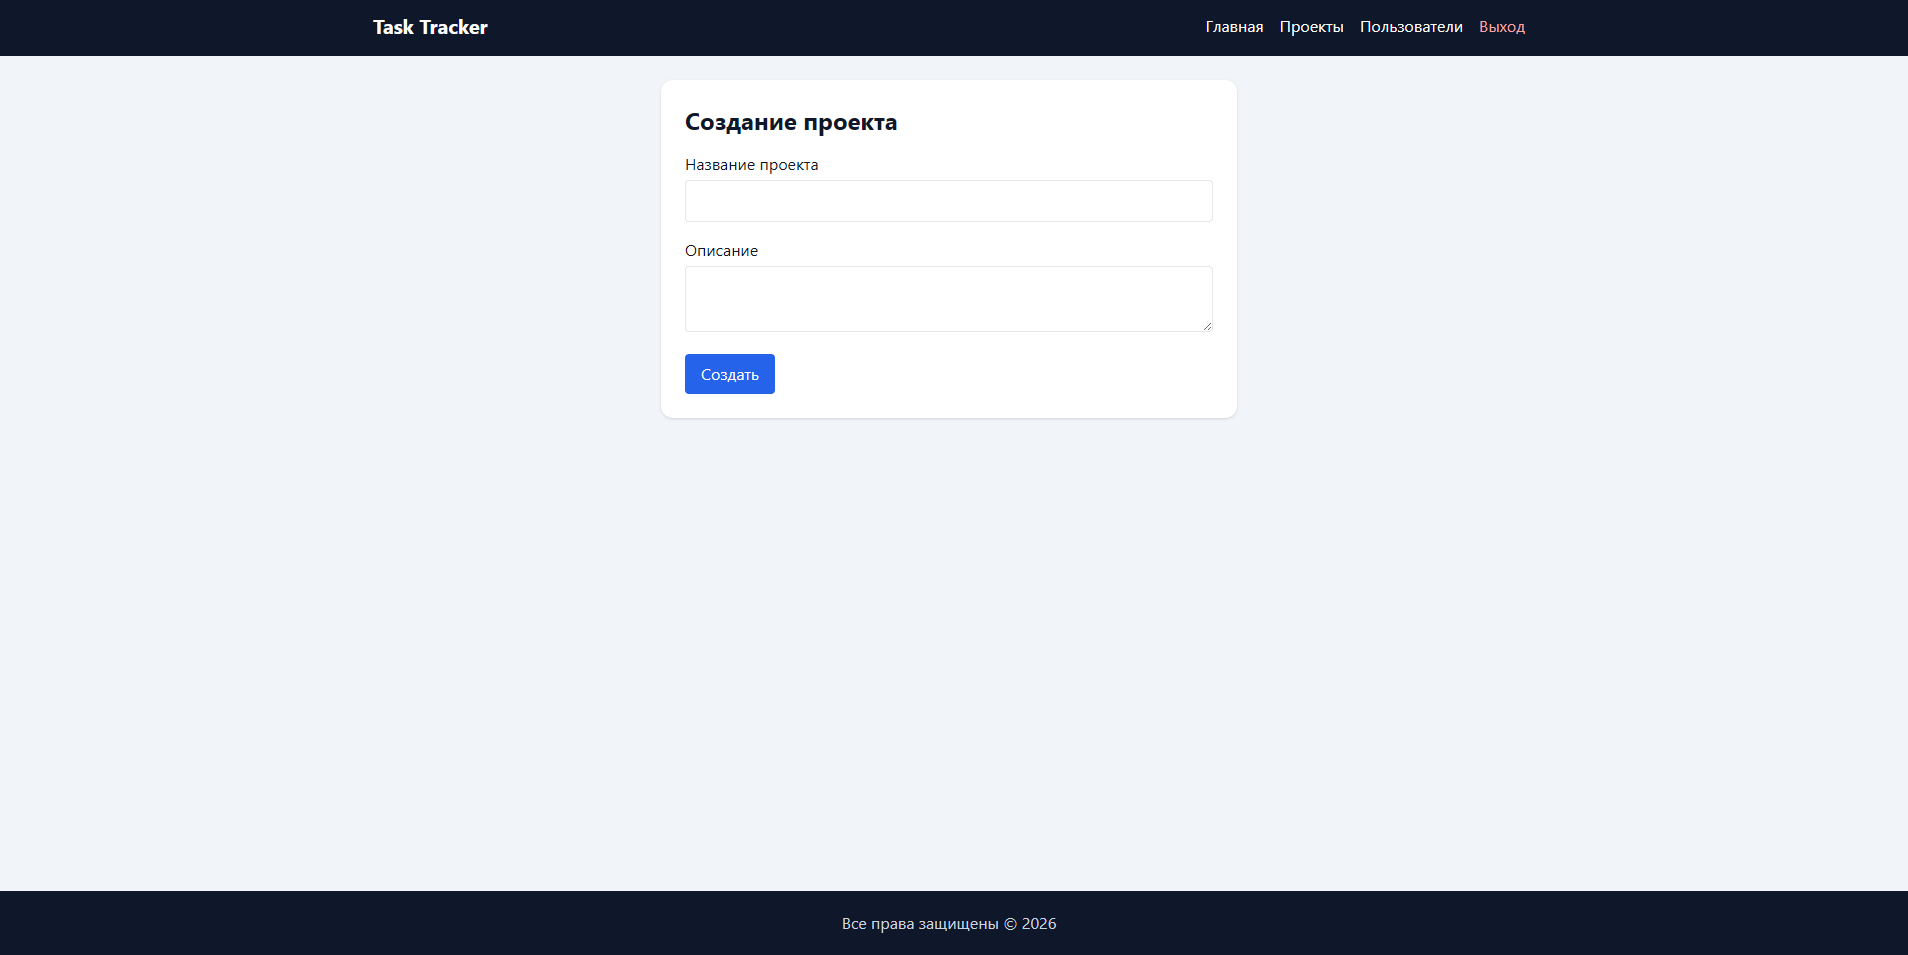 Task Tracker
Главная Проекты Пользователи Выход
Создание проекта
Название проекта
Описание
Создать
Все права защищены © 2026